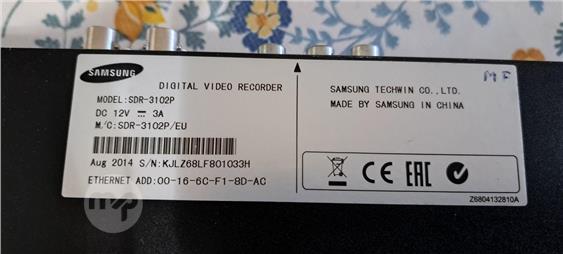 SAMSUNG
DIGITAL VIDEO RECORDER
MODEL: SDR-3102P
DC 12V ⎓ 3A
M/C: SDR-3102P/EU
Aug 2014 S/N: KJLZ68LF801033H
ETHERNET ADD: 00-16-6C-F1-8D-AC
SAMSUNG TECHWIN CO., LTD.
MADE BY SAMSUNG IN CHINA
CE EAC
Z6804132810A